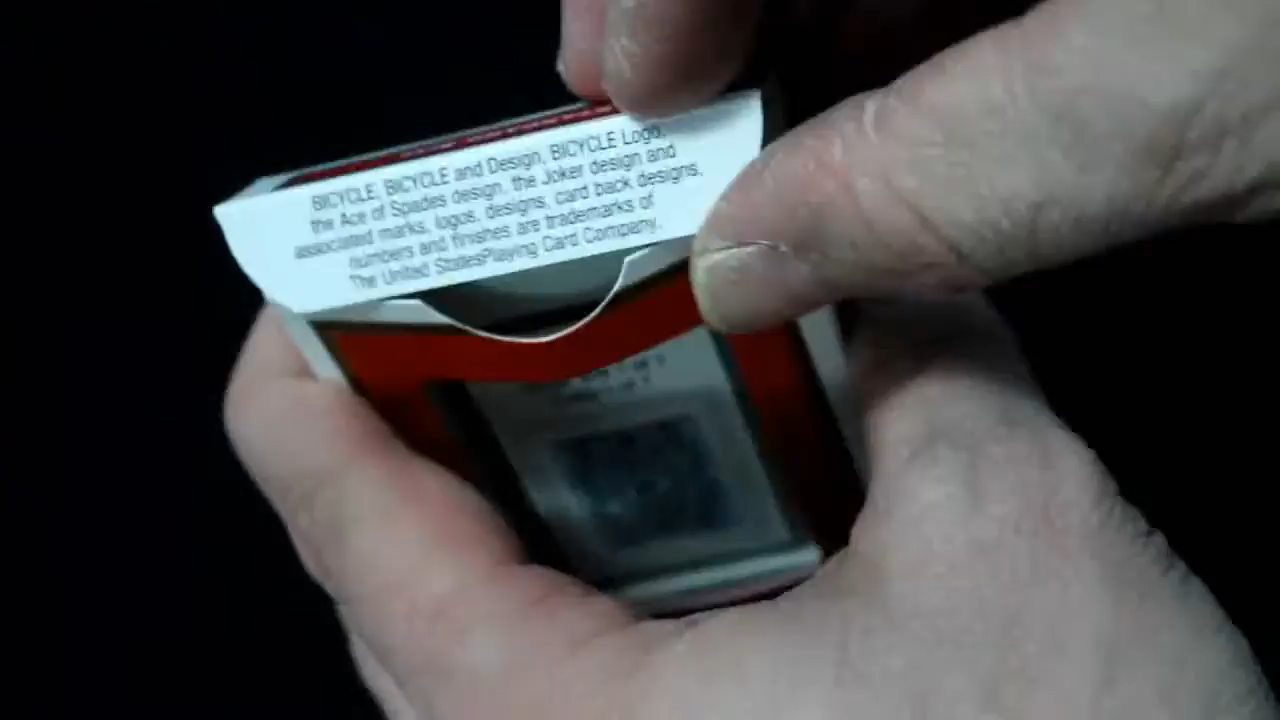 BICYCLE, BICYCLE and Design, BICYCLE Logo,
the Ace of Spades design, the Joker design and
associated marks, logos, designs, card back designs,
numbers and finishes are trademarks of
The United StatesPlaying Card Company.